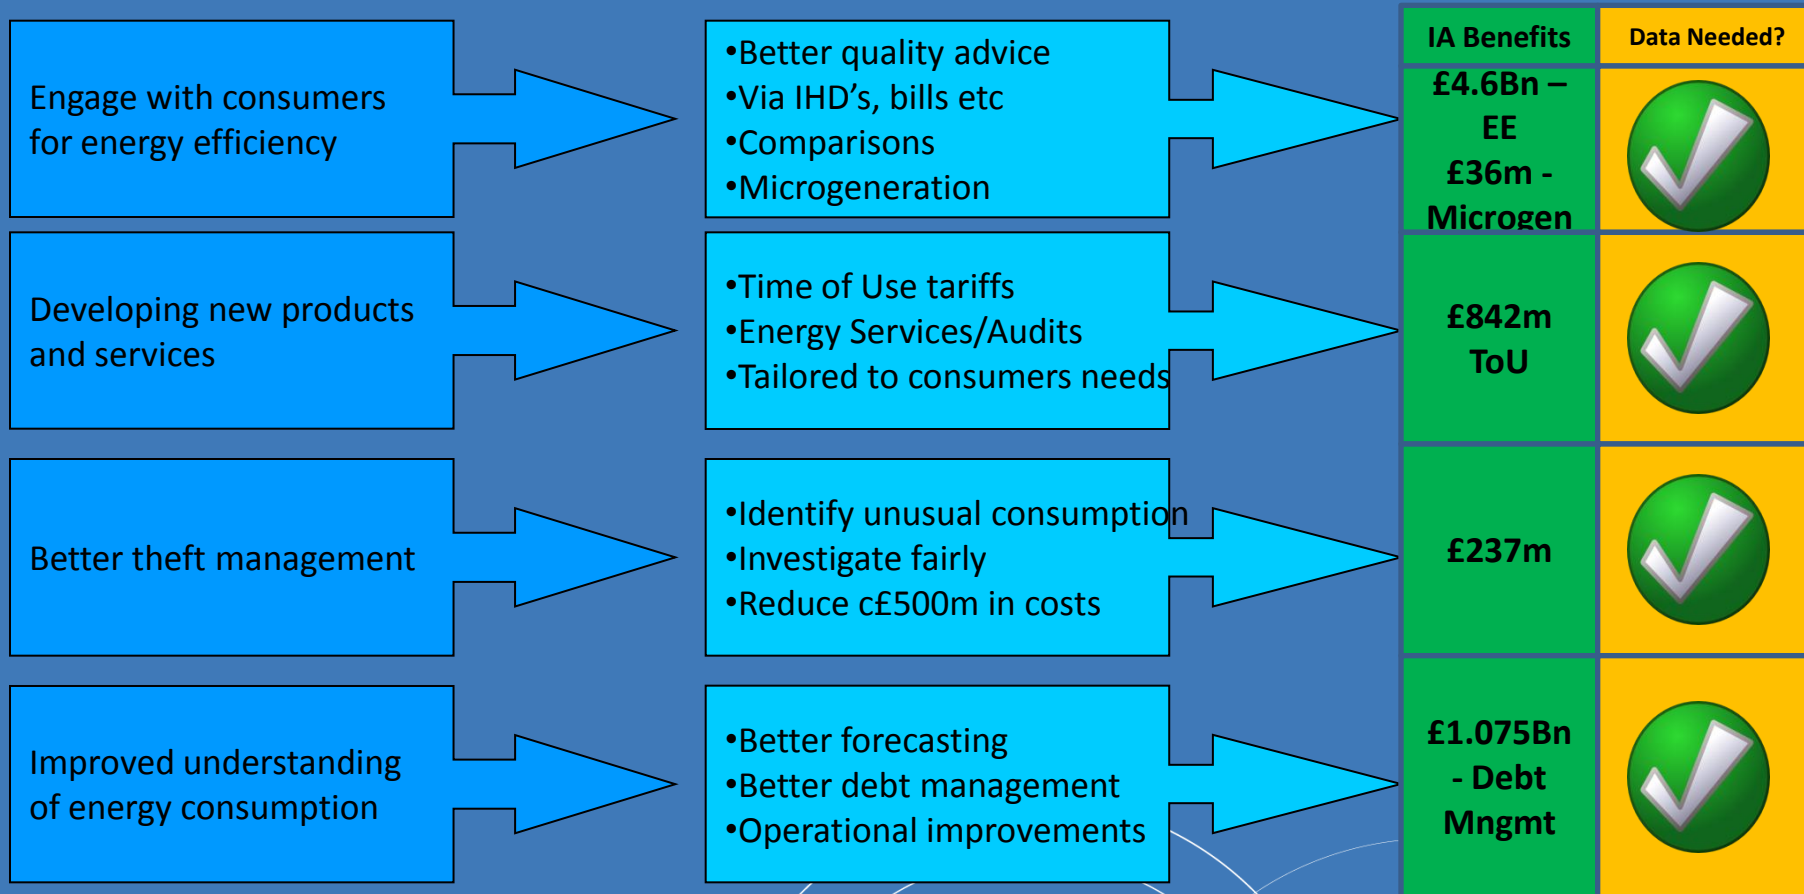 IA Benefits
Data Needed?
Engage with consumers
for energy efficiency
•Better quality advice
•Via IHD’s, bills etc
•Comparisons
•Microgeneration
£4.6Bn –
EE
£36m -
Microgen
Developing new products
and services
•Time of Use tariffs
•Energy Services/Audits
•Tailored to consumers needs
£842m
ToU
Better theft management
•Identify unusual consumption
•Investigate fairly
•Reduce c£500m in costs
£237m
Improved understanding
of energy consumption
•Better forecasting
•Better debt management
•Operational improvements
£1.075Bn
- Debt
Mngmt